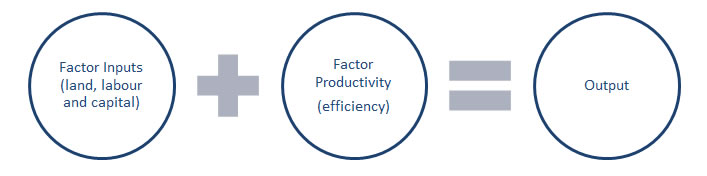 Factor Inputs
(land, labour
and capital)
Factor
Productivity
(efficiency)
Output